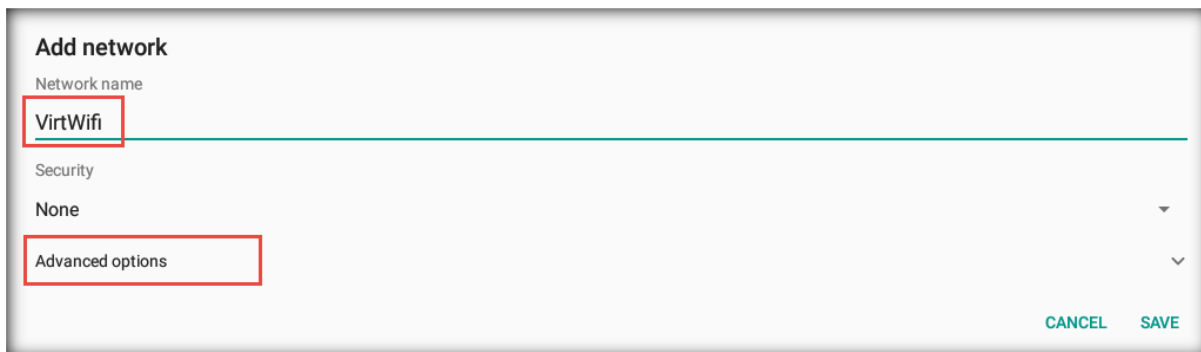 Add network
Network name
VirtWifi
Security
None
Advanced options
CANCEL SAVE